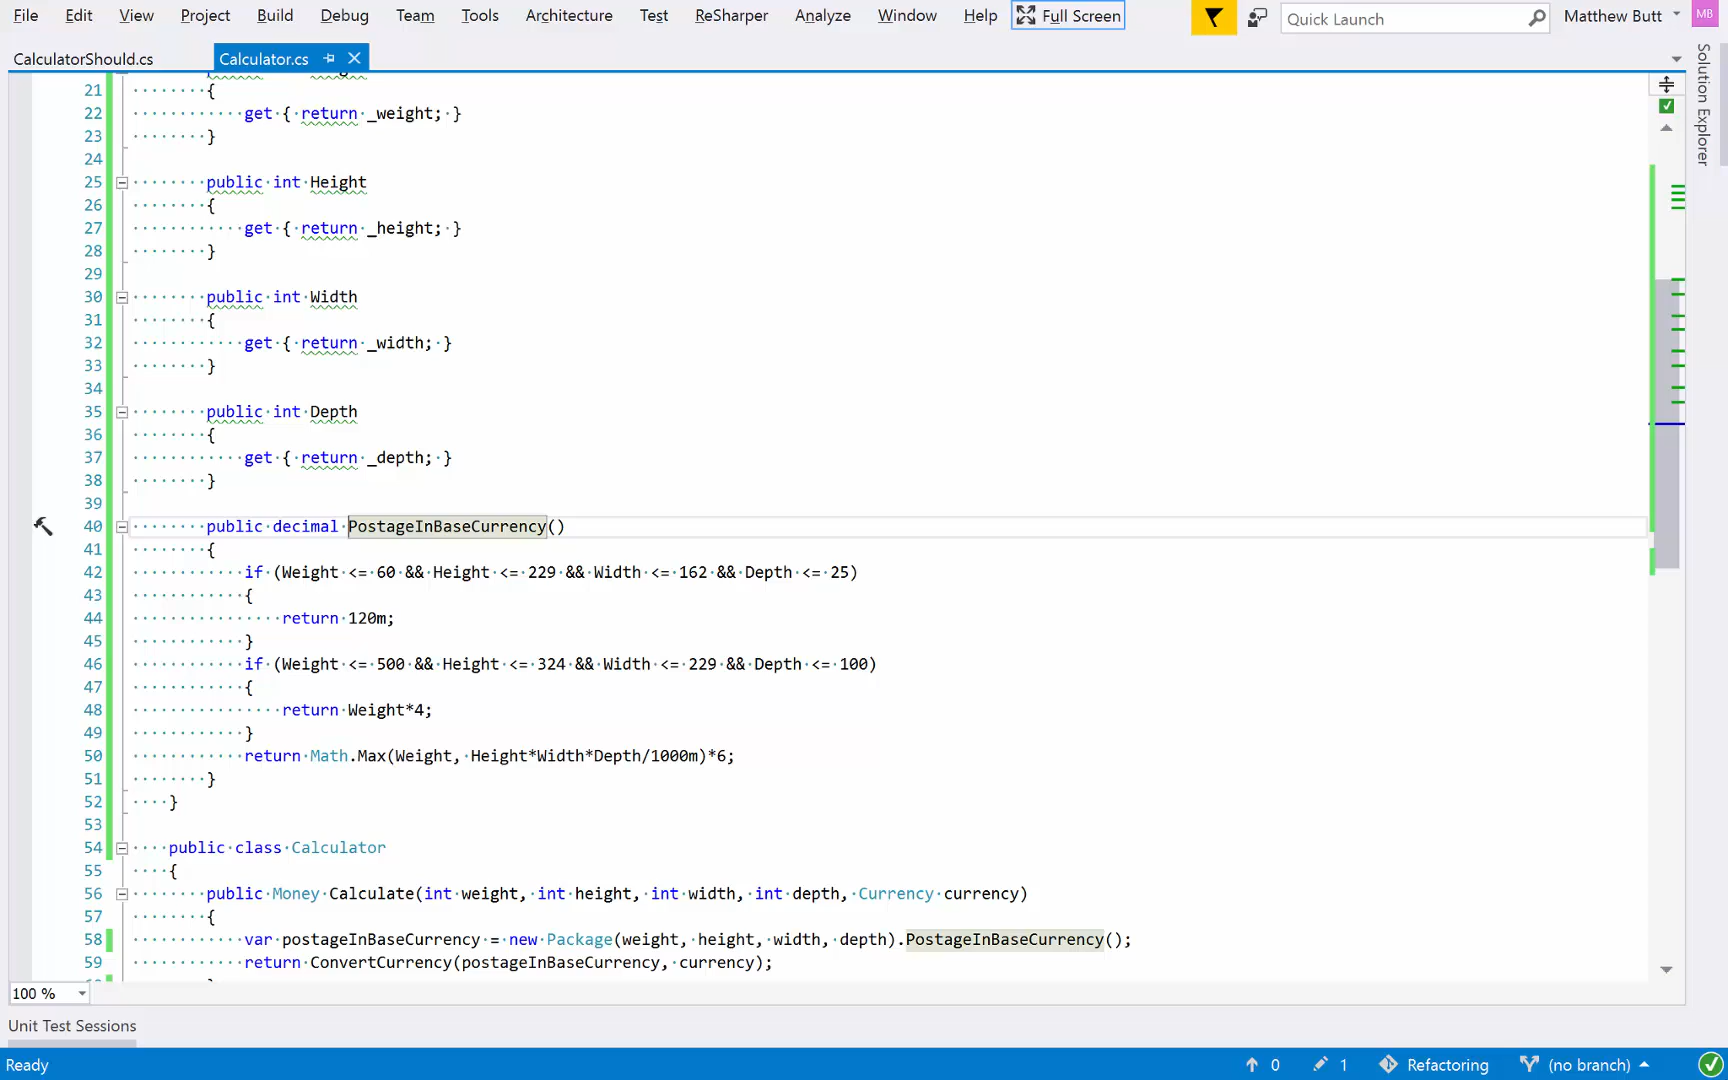 File Edit View Project Build Debug Team Tools Architecture Test ReSharper Analyze Window Help Full Screen Quick Launch Matthew Butt MB
CalculatorShould.cs Calculator.cs
Solution Explorer
21 {
22 get { return _weight; }
23 }
24
25 public int Height
26 {
27 get { return _height; }
28 }
29
30 public int Width
31 {
32 get { return _width; }
33 }
34
35 public int Depth
36 {
37 get { return _depth; }
38 }
39
40 public decimal PostageInBaseCurrency()
41 {
42 if (Weight <= 60 && Height <= 229 && Width <= 162 && Depth <= 25)
43 {
44 return 120m;
45 }
46 if (Weight <= 500 && Height <= 324 && Width <= 229 && Depth <= 100)
47 {
48 return Weight*4;
49 }
50 return Math.Max(Weight, Height*Width*Depth/1000m)*6;
51 }
52 }
53
54 public class Calculator
55 {
56 public Money Calculate(int weight, int height, int width, int depth, Currency currency)
57 {
58 var postageInBaseCurrency = new Package(weight, height, width, depth).PostageInBaseCurrency();
59 return ConvertCurrency(postageInBaseCurrency, currency);
100 %
Unit Test Sessions
Ready 0 1 Refactoring (no branch)